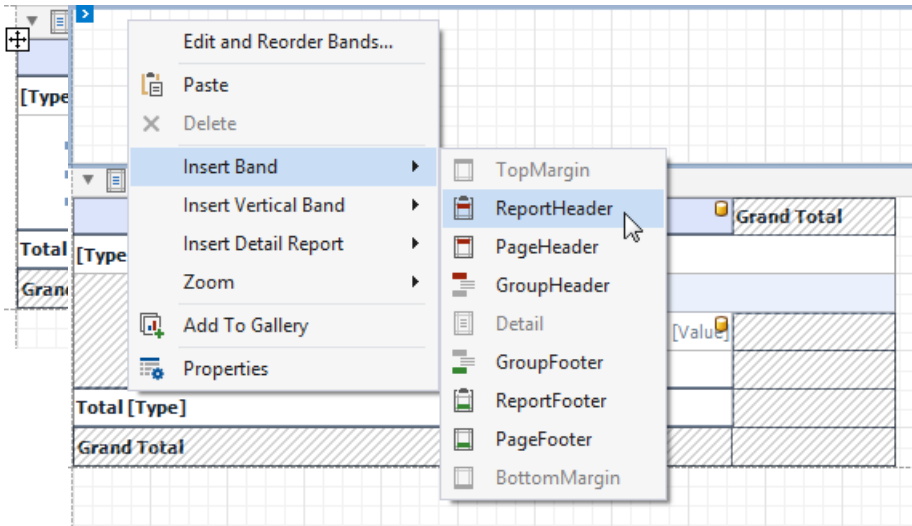 Edit and Reorder Bands...
Paste
Delete
Insert Band
Insert Vertical Band
Insert Detail Report
Zoom
Add To Gallery
Properties
TopMargin
ReportHeader
PageHeader
GroupHeader
Detail
GroupFooter
ReportFooter
PageFooter
BottomMargin
[Type
Total
Gran
Grand Total
[Type
[Value]
Total [Type]
Grand Total